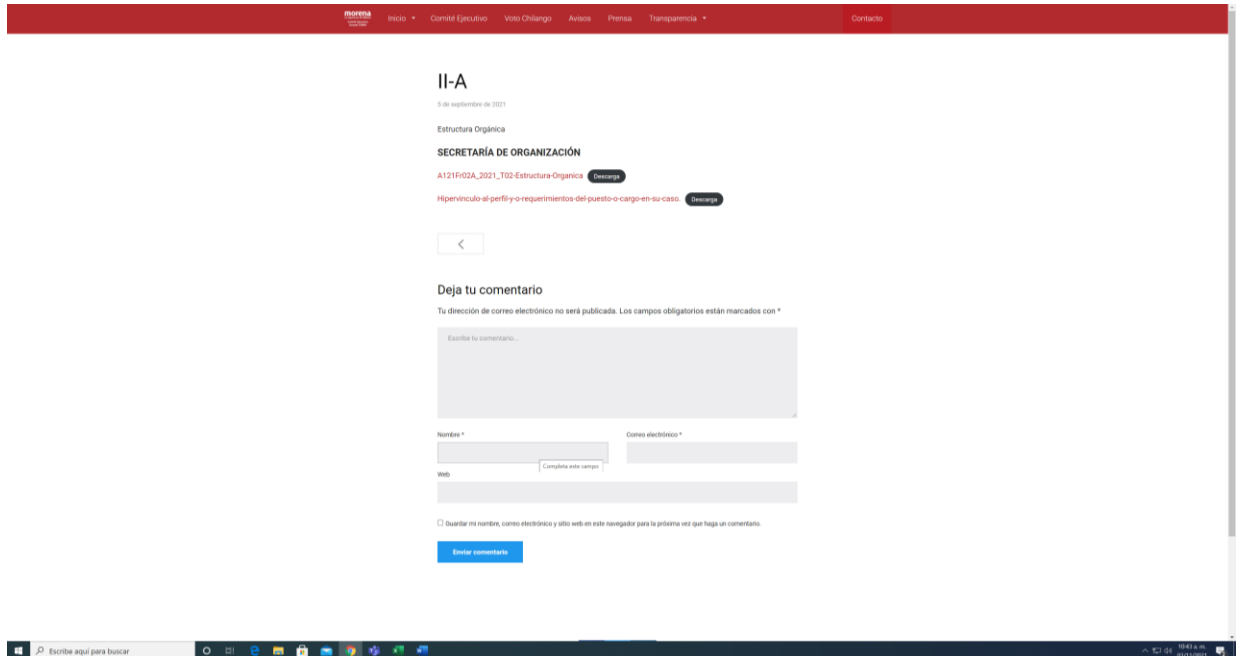 morena
Inicio Comité Ejecutivo Voto Chilango Avisos Prensa Transparencia Contacto
II-A
5 de septiembre de 2021
Estructura Orgánica
SECRETARÍA DE ORGANIZACIÓN
A121Fr02A_2021_T02-Estructura-Organica Descarga
Hipervinculo-al-perfil-y-o-requerimientos-del-puesto-o-cargo-en-su-caso. Descarga
Deja tu comentario
Tu dirección de correo electrónico no será publicada. Los campos obligatorios están marcados con *
Escribe tu comentario...
Nombre * Correo electrónico *
Completa este campo
Web
Guardar mi nombre, correo electrónico y sitio web en este navegador para la próxima vez que haga un comentario.
Enviar comentario
Escribe aquí para buscar
10:43 a. m.